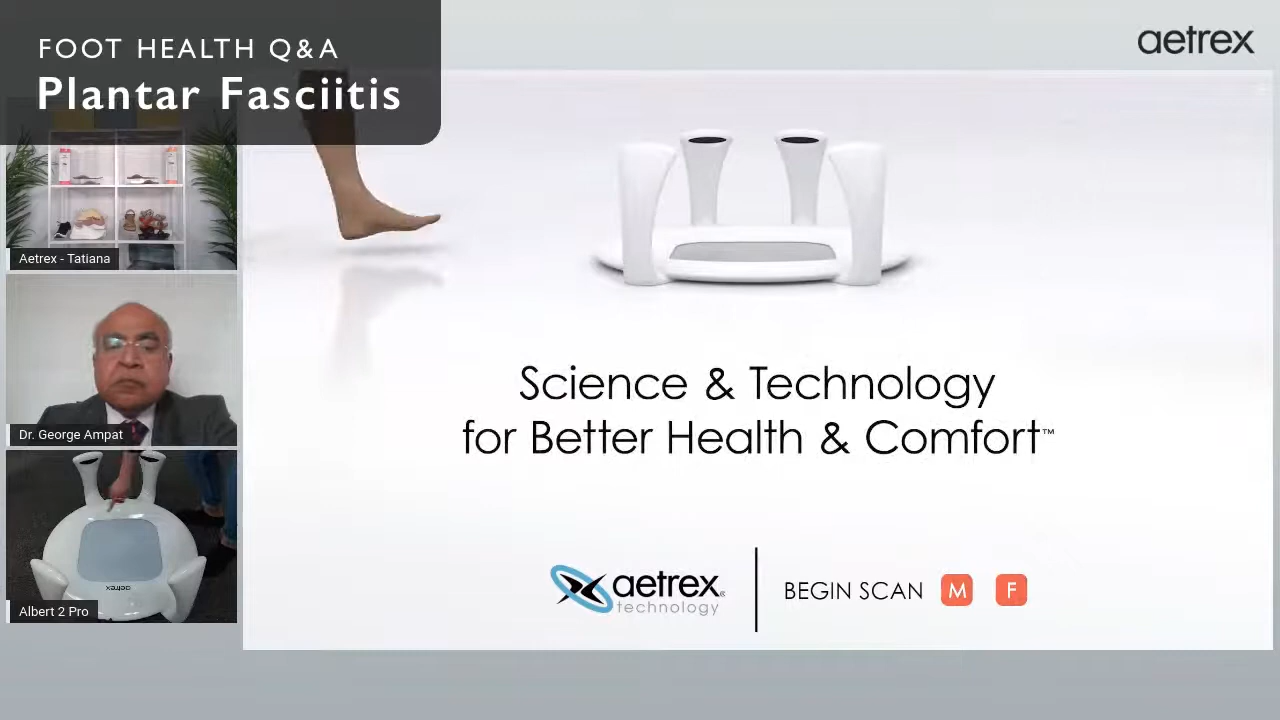 FOOT HEALTH Q&A
Plantar Fasciitis
aetrex
Aetrex - Tatiana
Dr. George Ampat
aetrex
Albert 2 Pro
Science & Technology
for Better Health & Comfort™
aetrex®
technology
BEGIN SCAN M F